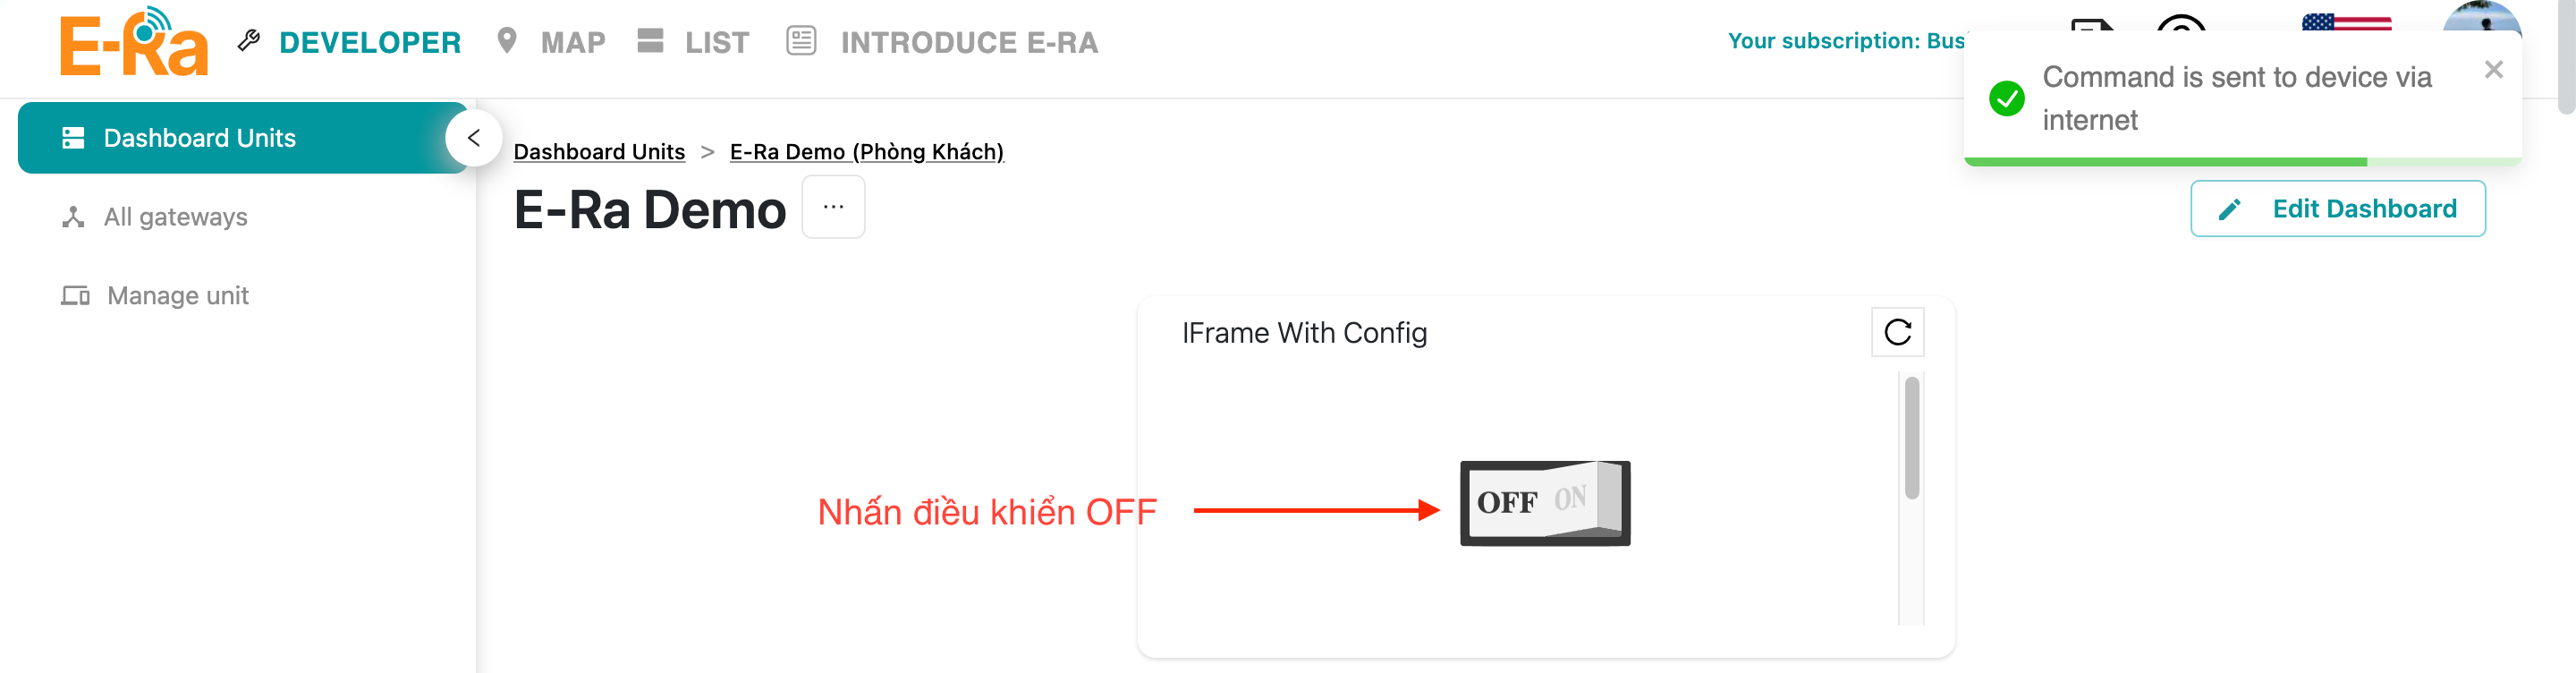 E-Ra
DEVELOPER
MAP
LIST
INTRODUCE E-RA
Your subscription:
Command is sent to device via
internet
Dashboard Units
All gateways
Manage unit
Dashboard Units > E-Ra Demo (Phòng Khách)
E-Ra Demo
...
Edit Dashboard
IFrame With Config
Nhấn điều khiển OFF
OFF ON